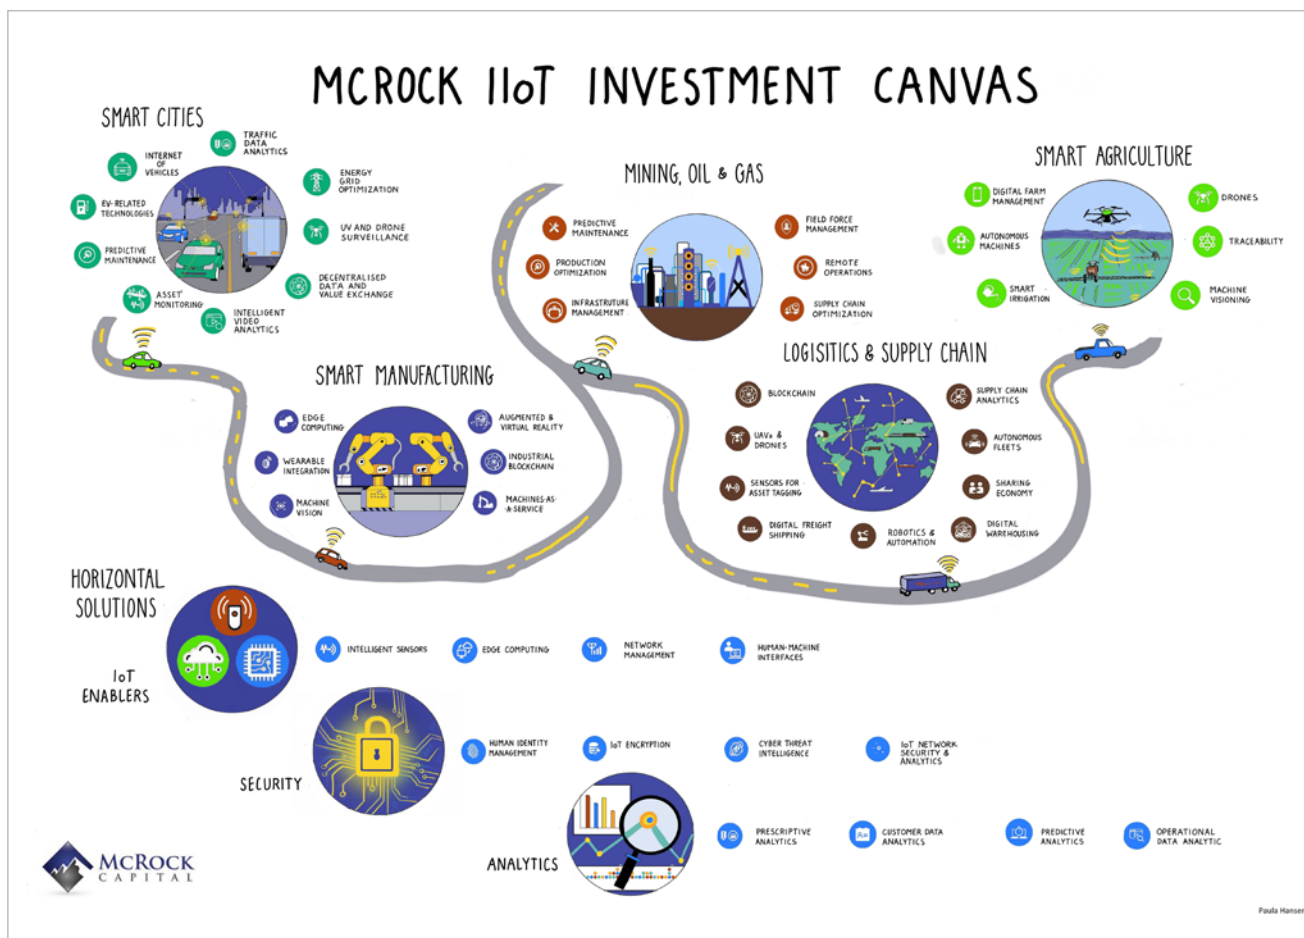 MCROCK IIoT INVESTMENT CANVAS
SMART CITIES
TRAFFIC
DATA
ANALYTICS
INTERNET
OF
VEHICLES
ENERGY
GRID
OPTIMIZATION
EV-RELATED
TECHNOLOGIES
UV AND DRONE
SURVEILLANCE
PREDICTIVE
MAINTENANCE
DECENTRALISED
DATA AND
VALUE EXCHANGE
ASSET
MONITORING
INTELLIGENT
VIDEO
ANALYTICS
MINING, OIL & GAS
PREDICTIVE
MAINTENANCE
FIELD FORCE
MANAGEMENT
PRODUCTION
OPTIMIZATION
REMOTE
OPERATIONS
INFRASTRUTURE
MANAGEMENT
SUPPLY CHAIN
OPTIMIZATION
SMART AGRICULTURE
DIGITAL FARM
MANAGEMENT
DRONES
AUTONOMOUS
MACHINES
TRACEABILITY
SMART
IRRIGATION
MACHINE
VISIONING
SMART MANUFACTURING
EDGE
COMPUTING
AUGMENTED &
VIRTUAL REALITY
WEARABLE
INTEGRATION
INDUSTRIAL
BLOCKCHAIN
MACHINE
VISION
MACHINES-AS
-A-SERVICE
LOGISITICS & SUPPLY CHAIN
BLOCKCHAIN
SUPPLY CHAIN
ANALYTICS
UAVs &
DRONES
AUTONOMOUS
FLEETS
SENSORS FOR
ASSET TAGGING
SHARING
ECONOMY
DIGITAL FREIGHT
SHIPPING
ROBOTICS &
AUTOMATION
DIGITAL
WAREHOUSING
HORIZONTAL
SOLUTIONS
IoT
ENABLERS
INTELLIGENT SENSORS
EDGE COMPUTING
NETWORK
MANAGEMENT
HUMAN-MACHINE
INTERFACES
SECURITY
HUMAN IDENTITY
MANAGEMENT
IoT ENCRYPTION
CYBER THREAT
INTELLIGENCE
IoT NETWORK
SECURITY &
ANALYTICS
ANALYTICS
PRESCRIPTIVE
ANALYTICS
CUSTOMER DATA
ANALYTICS
PREDICTIVE
ANALYTICS
OPERATIONAL
DATA ANALYTIC
MCROCK
CAPITAL
Paula Hansen